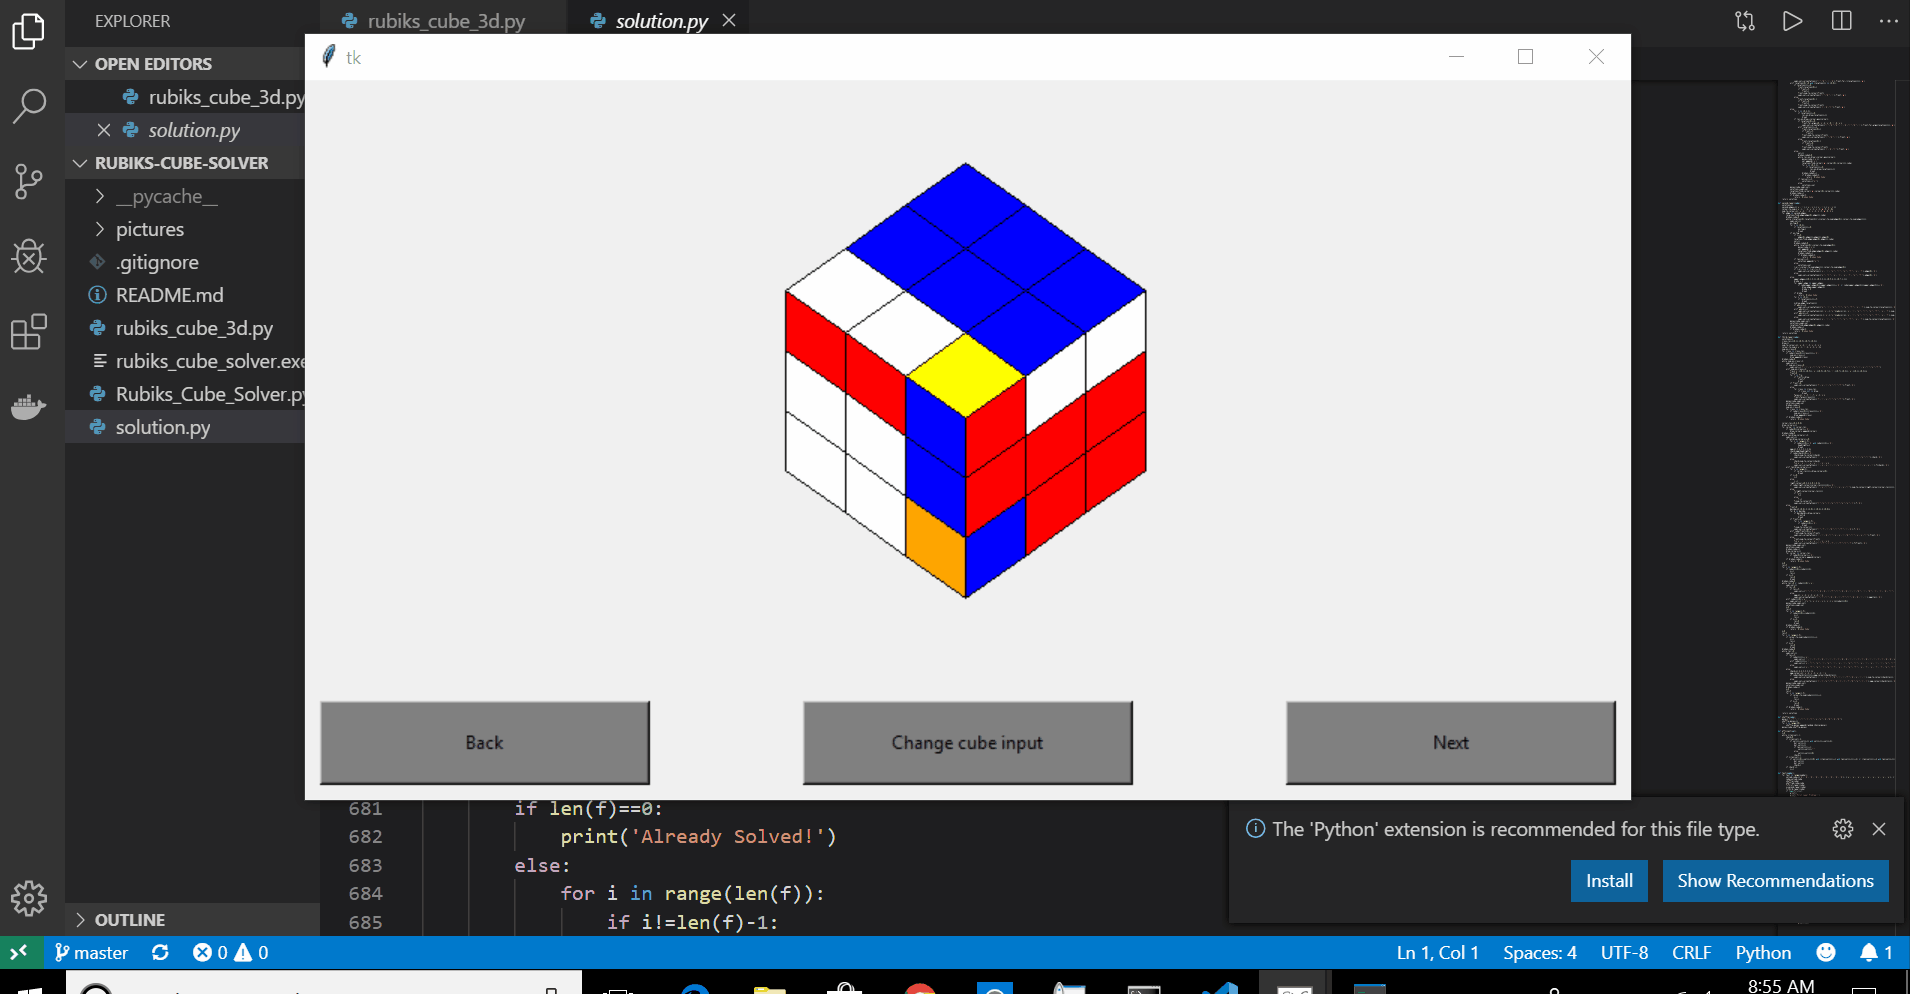 EXPLORER
rubiks_cube_3d.py
solution.py
tk
OPEN EDITORS
rubiks_cube_3d.py
solution.py
RUBIKS-CUBE-SOLVER
__pycache__
pictures
.gitignore
README.md
rubiks_cube_3d.py
rubiks_cube_solver.exe
Rubiks_Cube_Solver.py
solution.py
Back
Change cube input
Next
681 if len(f)==0:
682 print('Already Solved!')
683 else:
684 for i in range(len(f)):
685 if i!=len(f)-1:
The 'Python' extension is recommended for this file type.
Install
Show Recommendations
OUTLINE
master
0
0
Ln 1, Col 1
Spaces: 4
UTF-8
CRLF
Python
1
8:55 AM